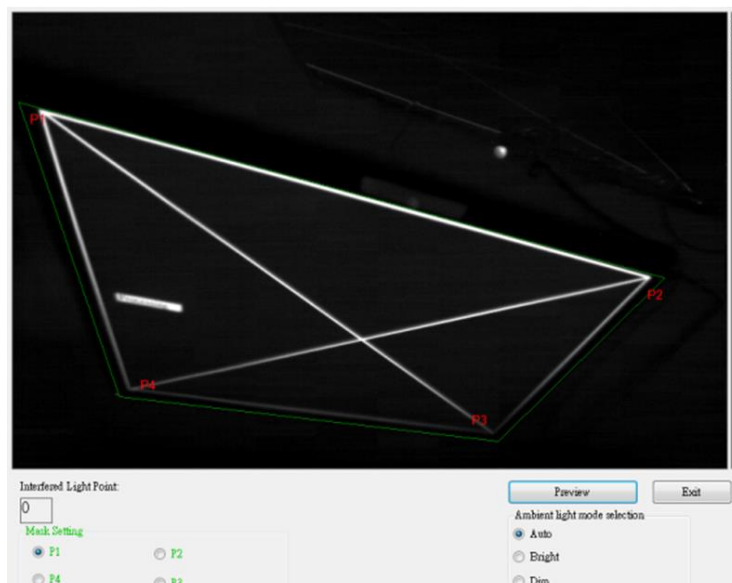 P1
P2
P4
P3
Interfered Light Point:
0
Preview
Exit
Mask Setting
Ambient light mode selection
P1
P2
Auto
Bright
P4
P3
Dim